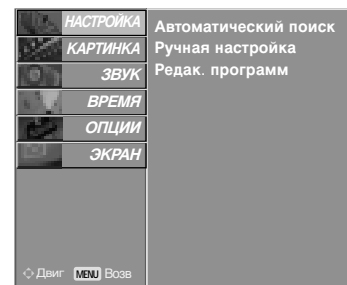 НАСТРОЙКА
КАРТИНКА
ЗВУК
ВРЕМЯ
ОПЦИИ
ЭКРАН
Автоматический поиск
Ручная настройка
Редак. программ
Двиг MENU Возв